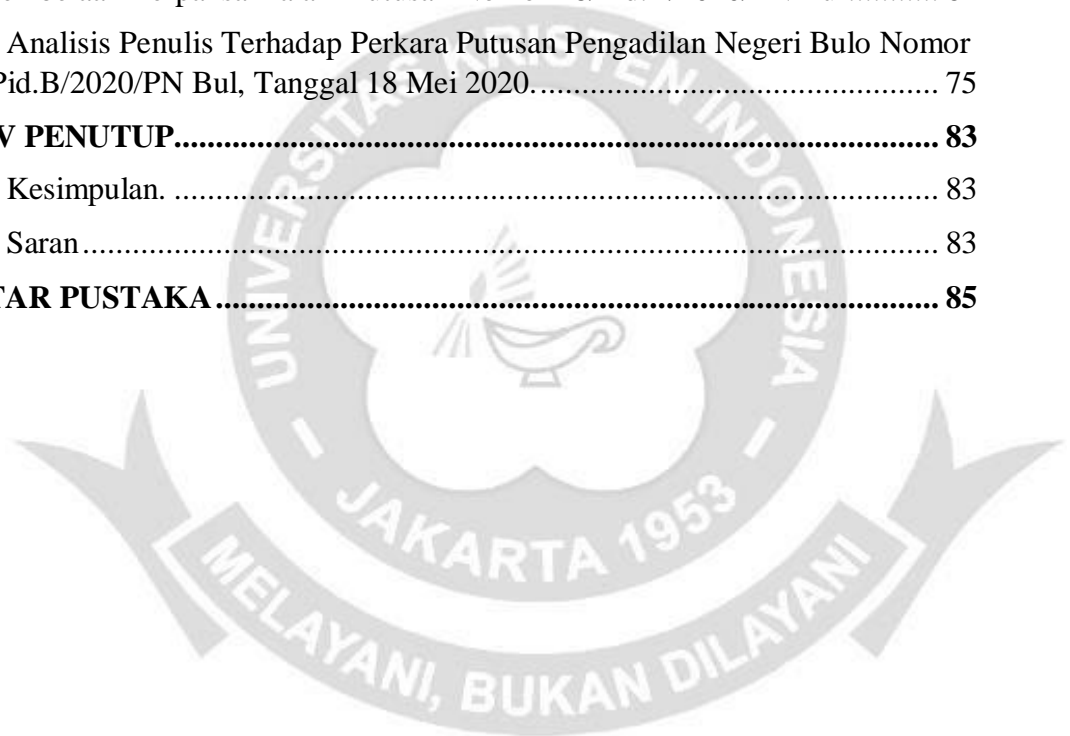 Analisis Penulis Terhadap Perkara Putusan Pengadilan Negeri Bulo Nomor
Pid.B/2020/PN Bul, Tanggal 18 Mei 2020. ................................................. 75
V PENUTUP............................................................................................ 83
Kesimpulan. ............................................................................................ 83
Saran ....................................................................................................... 83
TAR PUSTAKA ...................................................................................... 85
UNIVERSITAS KRISTEN INDONESIA
JAKARTA 1953
MELAYANI, BUKAN DILAYANI